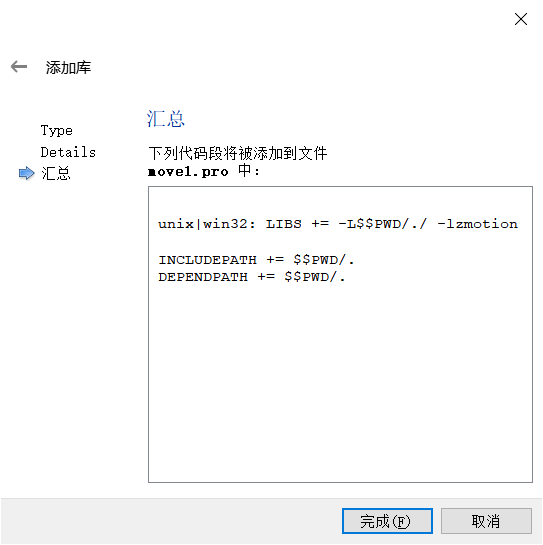 添加库
Type
Details
汇总
汇总
下列代码段将被添加到文件
move1.pro 中：
unix|win32: LIBS += -L$$PWD/./ -lzmotion
INCLUDEPATH += $$PWD/.
DEPENDPATH += $$PWD/.
完成(F)
取消